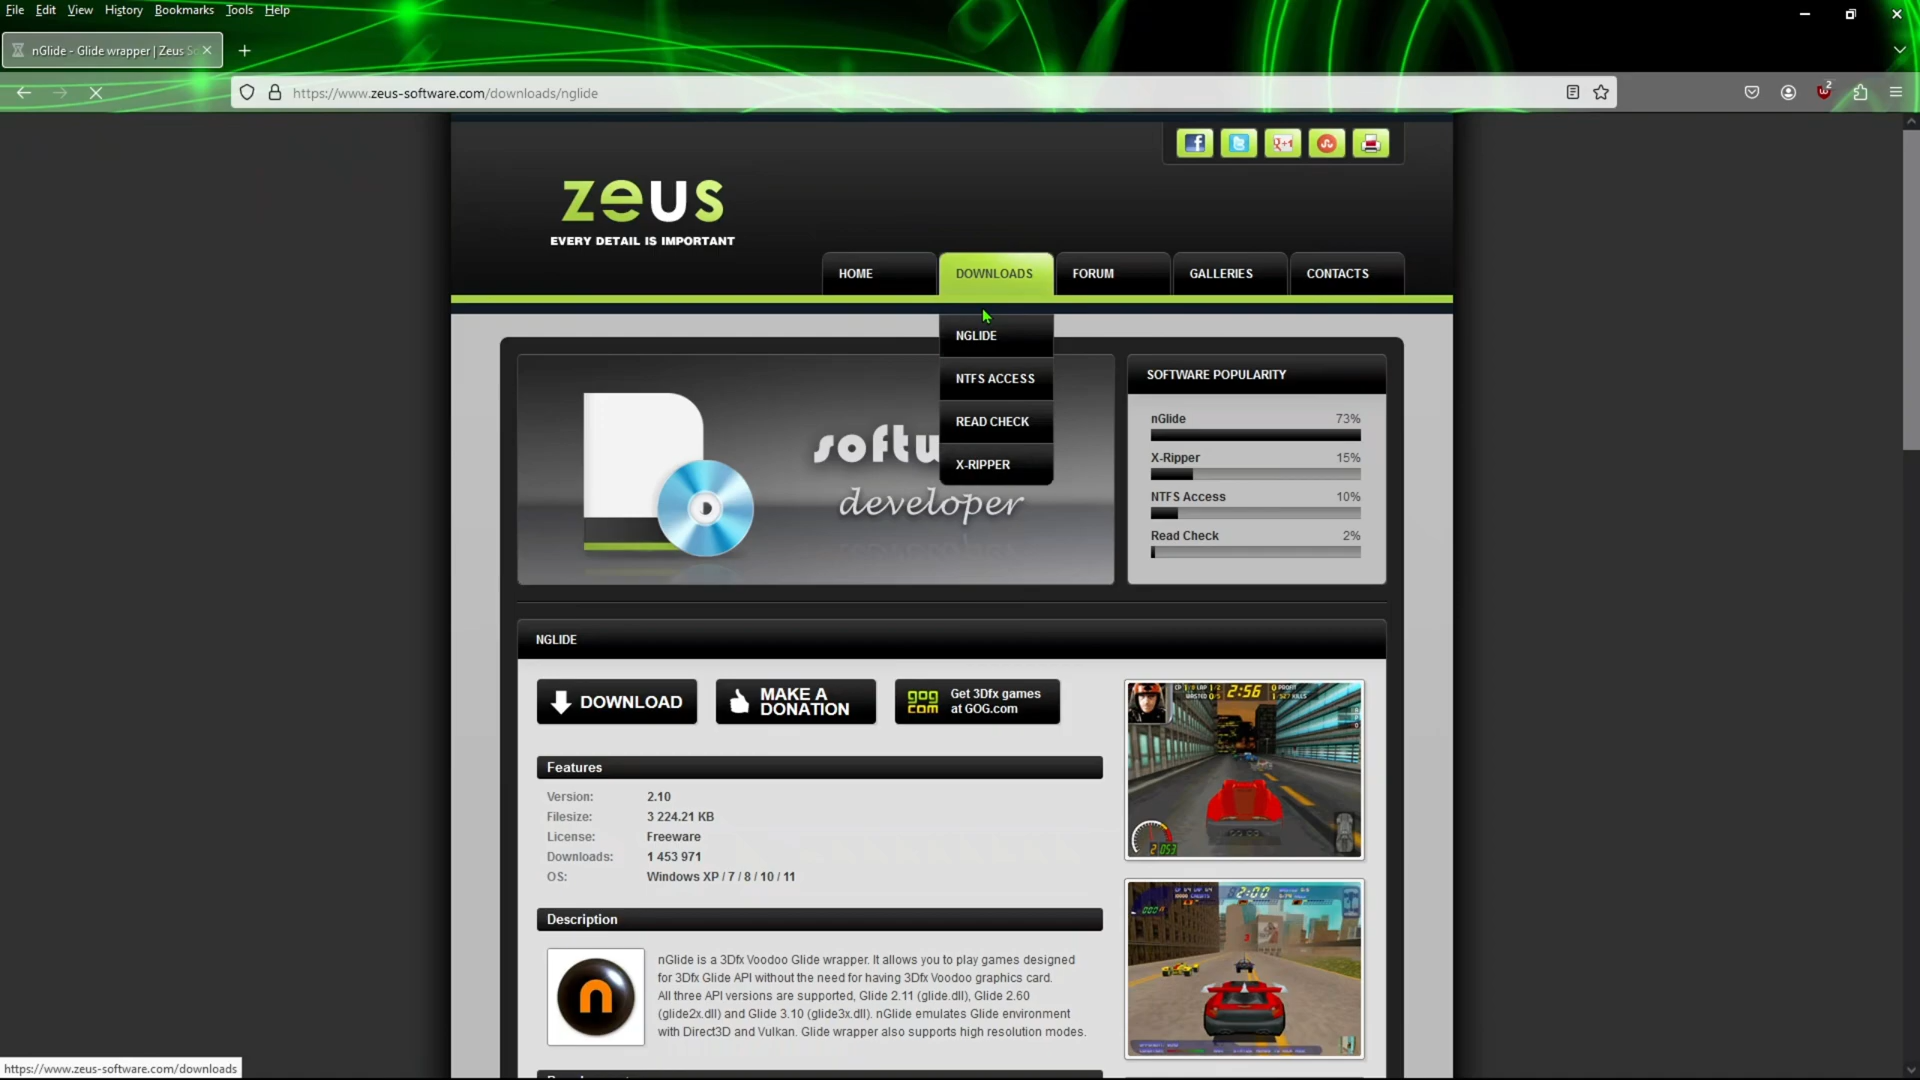 File Edit View History Bookmarks Tools Help
nGlide - Glide wrapper | Zeus So
https://www.zeus-software.com/downloads/nglide
zeus
EVERY DETAIL IS IMPORTANT
HOME DOWNLOADS FORUM GALLERIES CONTACTS
NGLIDE
NTFS ACCESS
READ CHECK
X-RIPPER
softw
developer
SOFTWARE POPULARITY
nGlide 73%
X-Ripper 15%
NTFS Access 10%
Read Check 2%
NGLIDE
DOWNLOAD
MAKE A
DONATION
gog
com
Get 3Dfx games
at GOG.com
Features
Version: 2.10
Filesize: 3 224.21 KB
License: Freeware
Downloads: 1 453 971
OS: Windows XP / 7 / 8 / 10 / 11
Description
nGlide is a 3Dfx Voodoo Glide wrapper. It allows you to play games designed
for 3Dfx Glide API without the need for having 3Dfx Voodoo graphics card.
All three API versions are supported, Glide 2.11 (glide.dll), Glide 2.60
(glide2x.dll) and Glide 3.10 (glide3x.dll). nGlide emulates Glide environment
with Direct3D and Vulkan. Glide wrapper also supports high resolution modes.
2:56
2:00
https://www.zeus-software.com/downloads